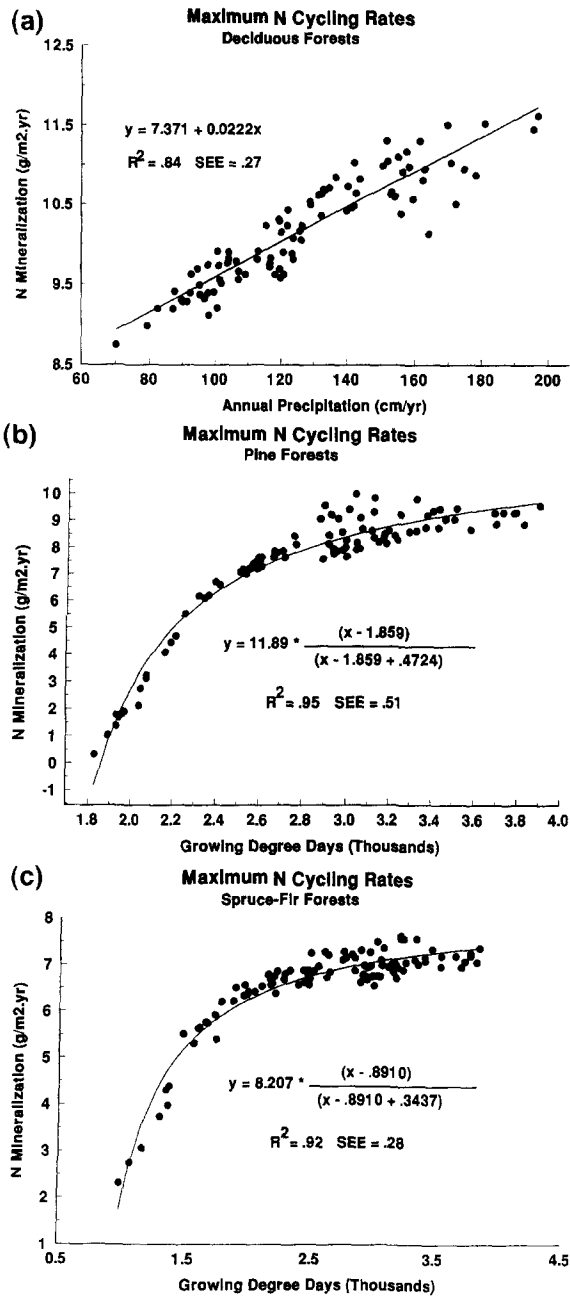 (a)
Maximum N Cycling Rates
Deciduous Forests
12.5
11.5
10.5
9.5
8.5
N Mineralization (g/m2.yr)
y = 7.371 + 0.0222x
R2 = .84 SEE = .27
60 80 100 120 140 160 180 200
Annual Precipitation (cm/yr)
(b)
Maximum N Cycling Rates
Pine Forests
10
9
8
7
6
5
4
3
2
1
0
-1
N Mineralization (g/m2.yr)
y = 11.89 * (x - 1.859)
(x - 1.859 + .4724)
R2 = .95 SEE = .51
1.8 2.0 2.2 2.4 2.6 2.8 3.0 3.2 3.4 3.6 3.8 4.0
Growing Degree Days (Thousands)
(c)
Maximum N Cycling Rates
Spruce-Fir Forests
8
7
6
5
4
3
2
1
N Mineralization (g/m2.yr)
y = 8.207 * (x - .8910)
(x - .8910 + .3437)
R2 = .92 SEE = .28
0.5 1.5 2.5 3.5 4.5
Growing Degree Days (Thousands)